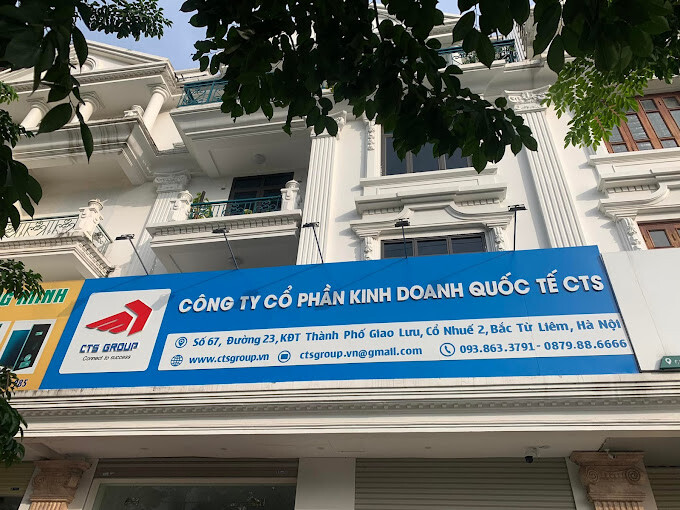 CÔNG TY CỔ PHẦN KINH DOANH QUỐC TẾ CTS
CTS GROUP
Connect to success
Số 67, Đường 23, KĐT Thành Phố Giao Lưu, Cổ Nhuế 2, Bắc Từ Liêm, Hà Nội
www.ctsgroup.vn ctsgroup.vn@gmail.com 093.863.3791- 0879.88.6666